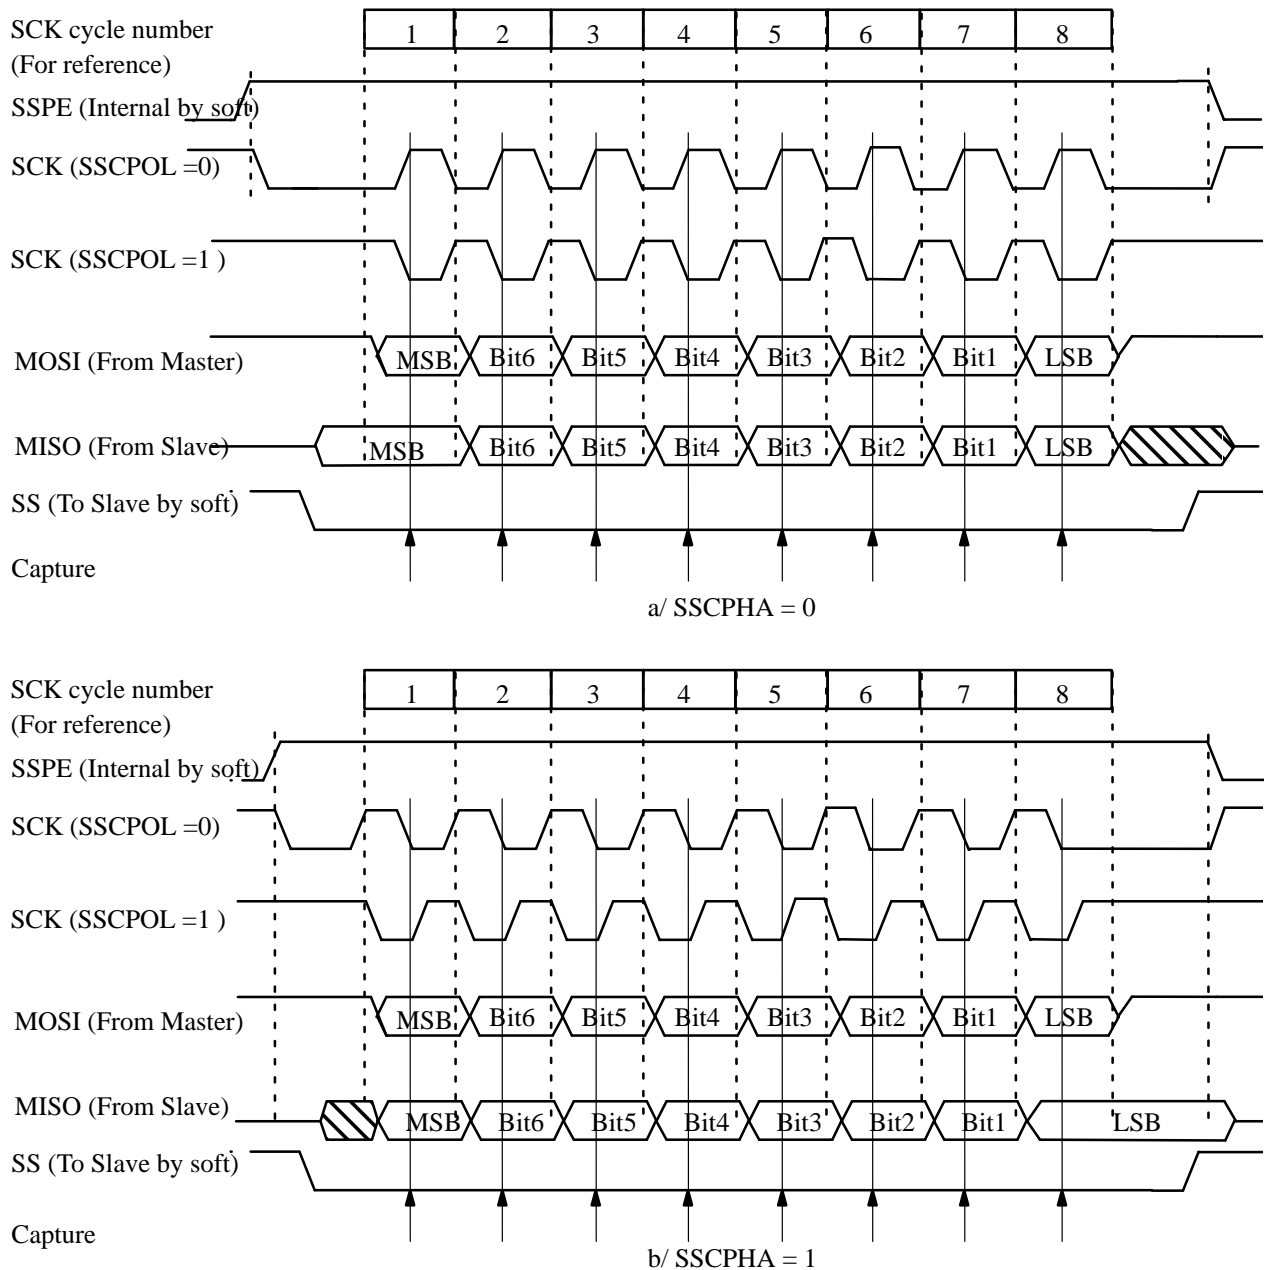 SCK cycle number 1 2 3 4 5 6 7 8
(For reference)
SSPE (Internal by soft)
SCK (SSCPOL =0)
SCK (SSCPOL =1 )
MOSI (From Master) MSB Bit6 Bit5 Bit4 Bit3 Bit2 Bit1 LSB
MISO (From Slave) MSB Bit6 Bit5 Bit4 Bit3 Bit2 Bit1 LSB
SS (To Slave by soft)
Capture
a/ SSCPHA = 0
SCK cycle number 1 2 3 4 5 6 7 8
(For reference)
SSPE (Internal by soft)
SCK (SSCPOL =0)
SCK (SSCPOL =1 )
MOSI (From Master) MSB Bit6 Bit5 Bit4 Bit3 Bit2 Bit1 LSB
MISO (From Slave) MSB Bit6 Bit5 Bit4 Bit3 Bit2 Bit1 LSB
SS (To Slave by soft)
Capture
b/ SSCPHA = 1